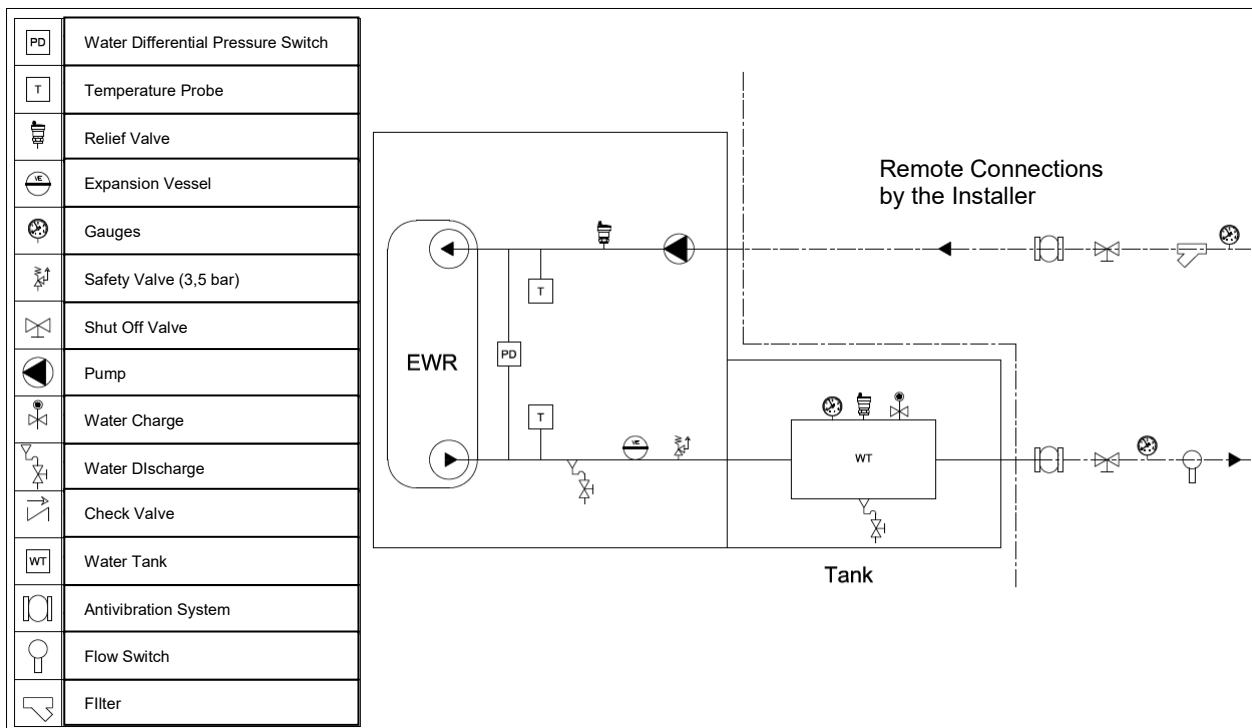 PD Water Differential Pressure Switch
T Temperature Probe
Relief Valve
VE Expansion Vessel
Gauges
Safety Valve (3,5 bar)
Shut Off Valve
Pump
Water Charge
Water DIscharge
Check Valve
WT Water Tank
Antivibration System
Flow Switch
FIlter
Remote Connections
by the Installer
T
EWR
PD
T
VE
WT
Tank